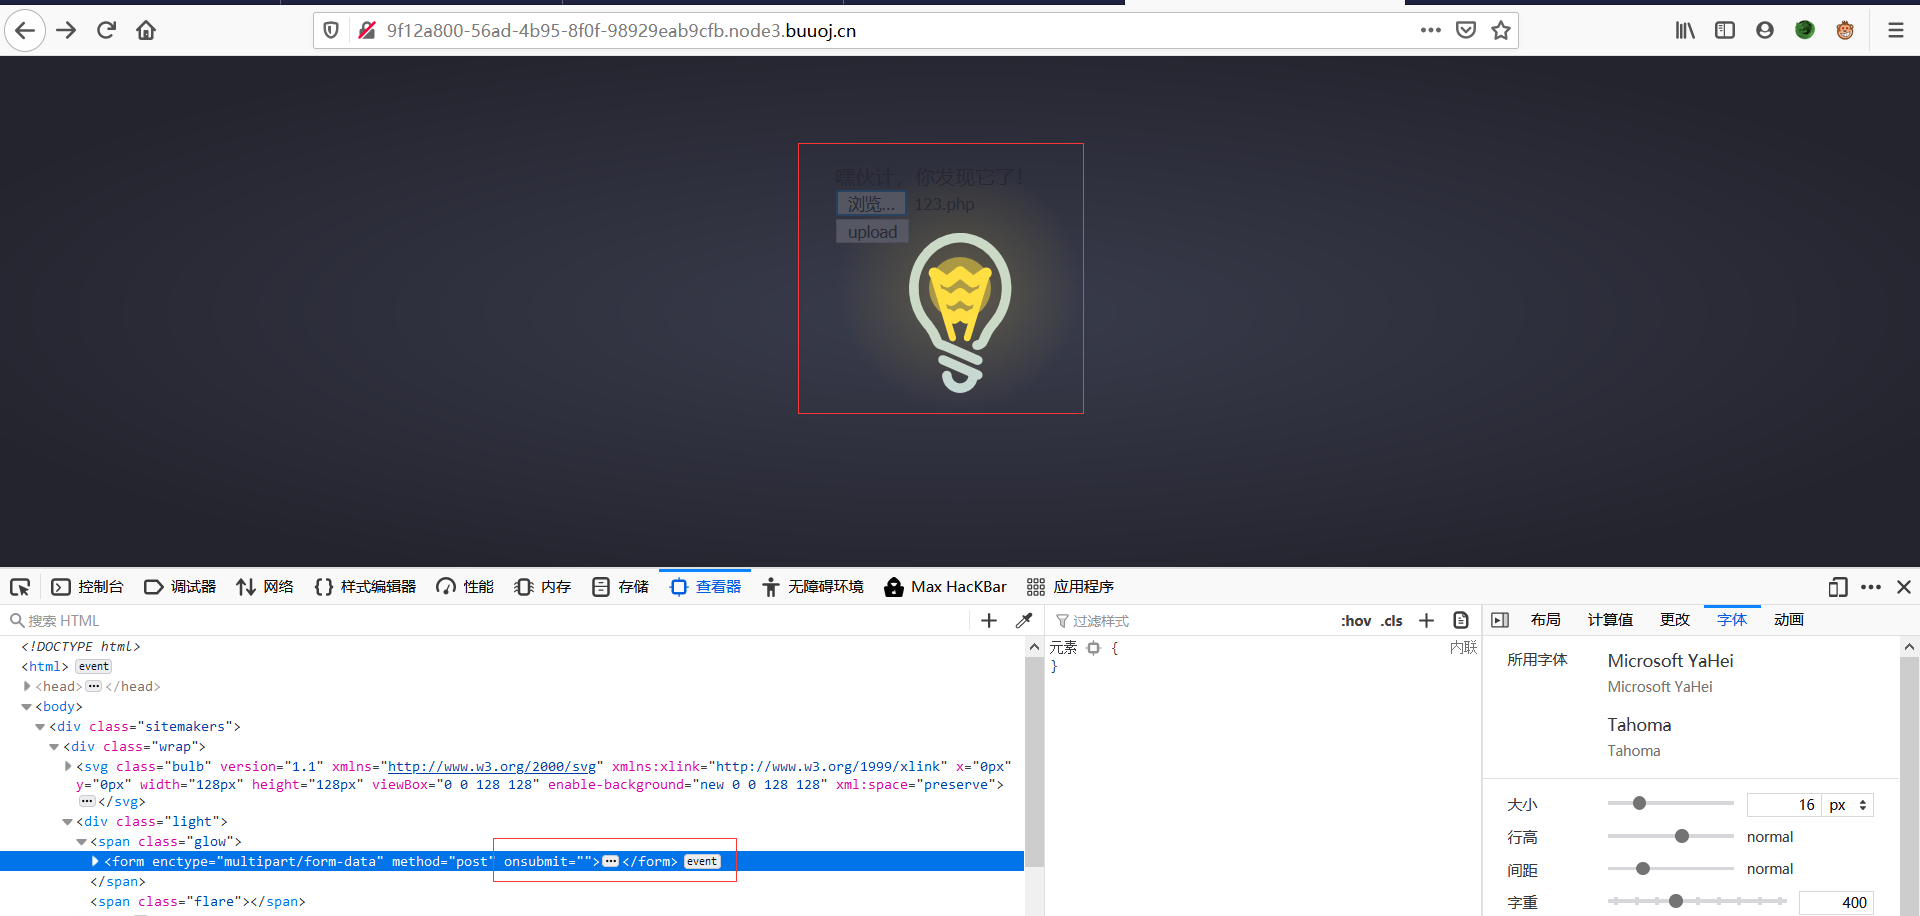 9f12a800-56ad-4b95-8f0f-98929eab9cfb.node3.buuoj.cn
嘿伙计，你发现它了！
浏览... 123.php
upload
控制台 调试器 网络 {} 样式编辑器 性能 内存 存储 查看器 无障碍环境 Max HacKBar 应用程序
搜索 HTML
过滤样式
:hov .cls
布局 计算值 更改 字体 动画
<!DOCTYPE html>
<html> event
<head> ••• </head>
<body>
<div class="sitemakers">
<div class="wrap">
<svg class="bulb" version="1.1" xmlns="http://www.w3.org/2000/svg" xmlns:xlink="http://www.w3.org/1999/xlink" x="0px"
y="0px" width="128px" height="128px" viewBox="0 0 128 128" enable-background="new 0 0 128 128" xml:space="preserve">
••• </svg>
<div class="light">
<span class="glow">
<form enctype="multipart/form-data" method="post" onsubmit=""> ••• </form> event
</span>
<span class="flare"></span>
元素 { 内联
}
所用字体 Microsoft YaHei
Microsoft YaHei
Tahoma
Tahoma
大小 16 px
行高 normal
间距 normal
字重 400